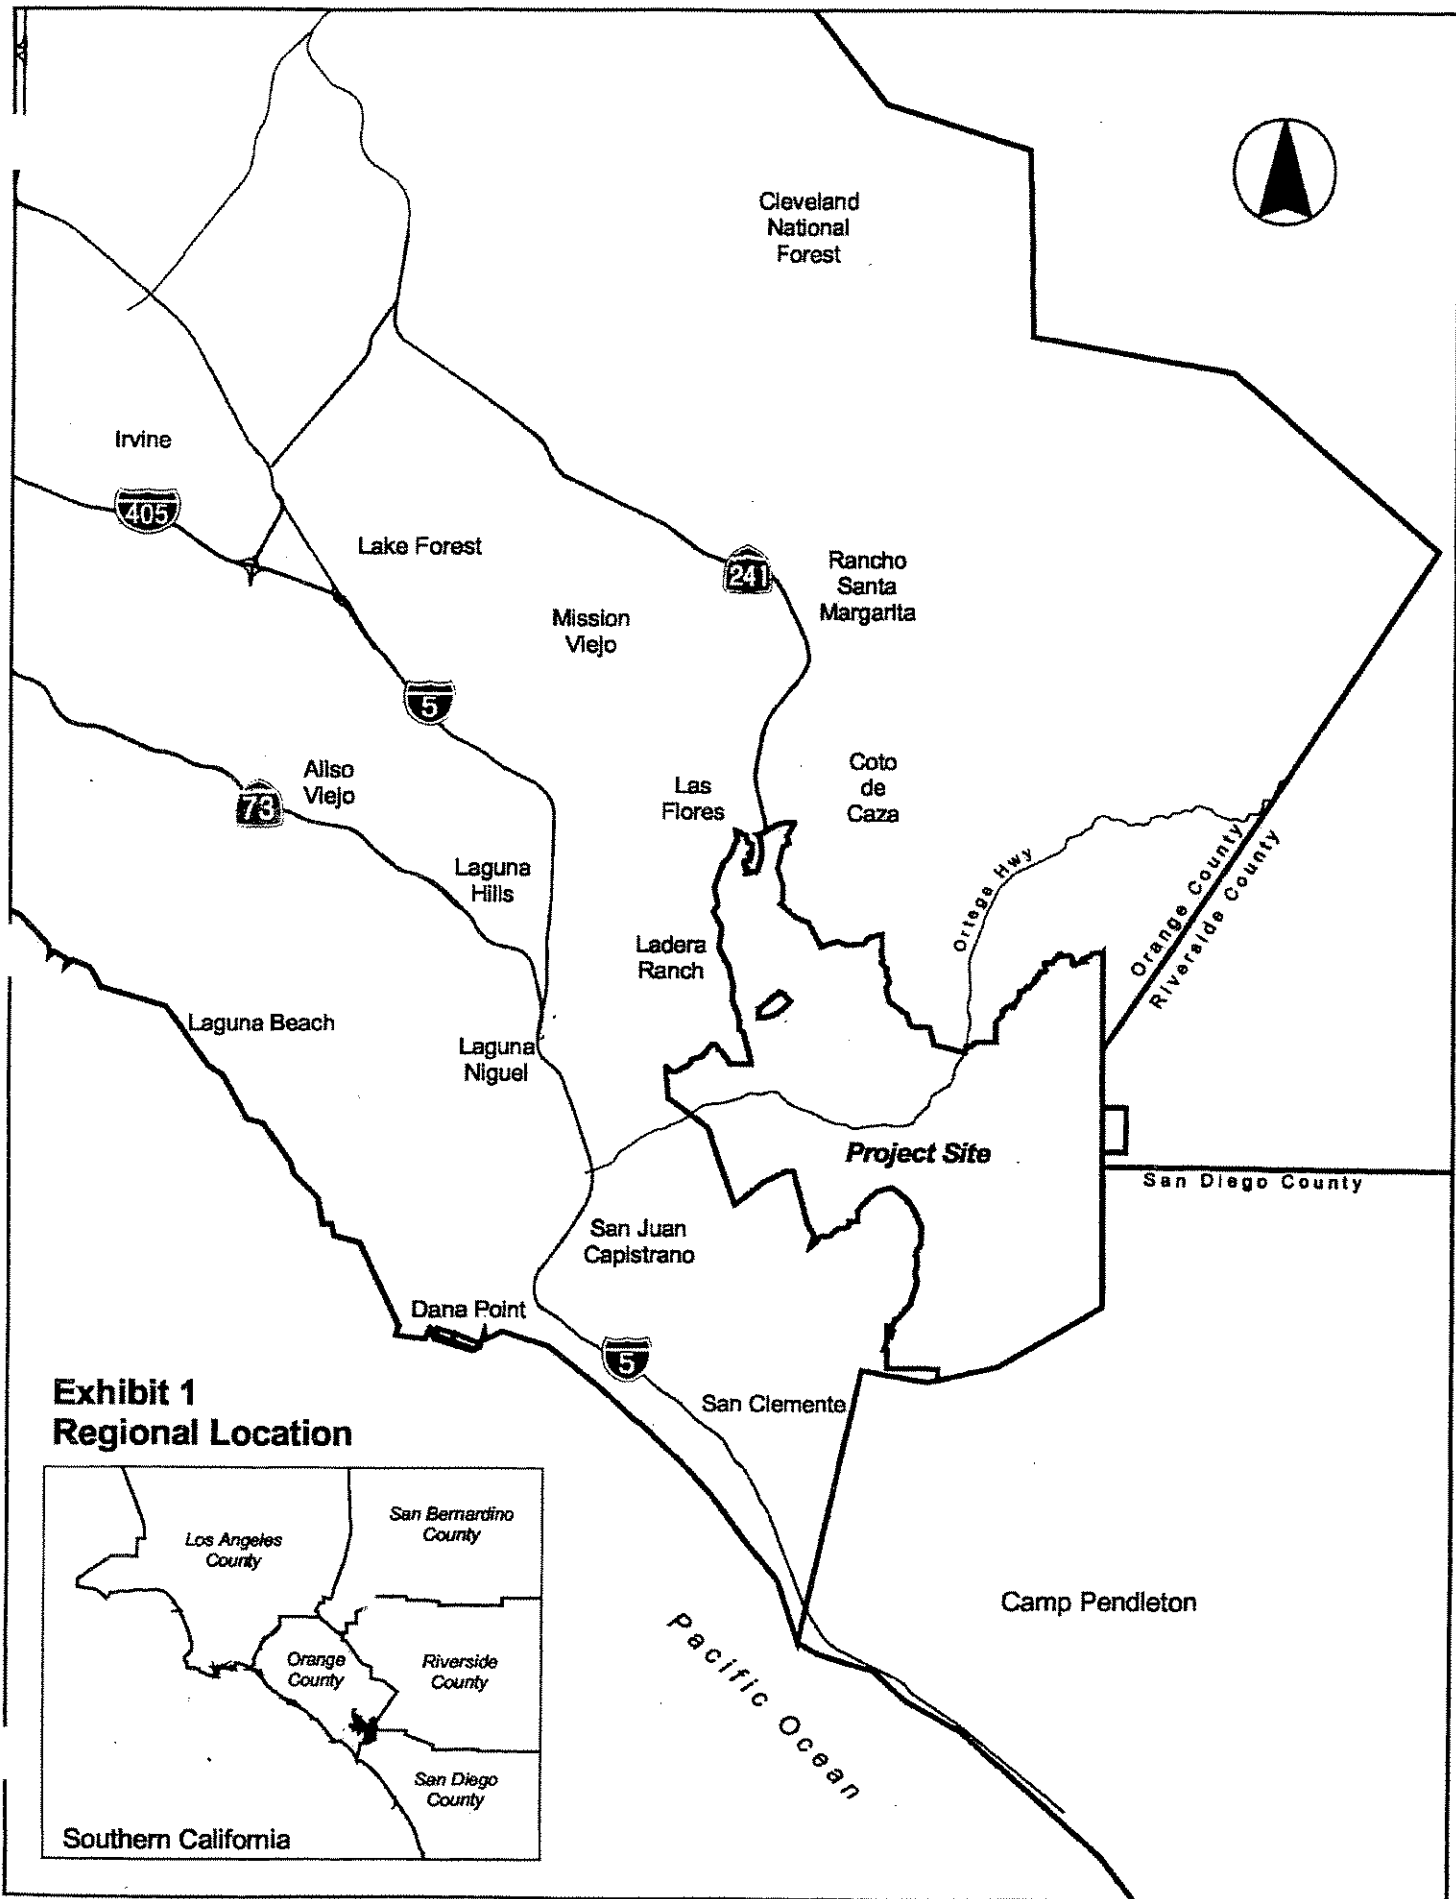 Cleveland
National
Forest
Irvine
405
Lake Forest
241
Rancho
Santa
Margarita
Mission
Viejo
5
Aliso
Viejo
73
Las
Flores
Coto
de
Caza
Laguna
Hills
Ortega Hwy
Orange County
Riverside County
Ladera
Ranch
Laguna Beach
Laguna
Niguel
Project Site
San Diego County
San Juan
Capistrano
Dana Point
5
San Clemente
Exhibit 1
Regional Location
Los Angeles
County
San Bernardino
County
Orange
County
Riverside
County
San Diego
County
Southern California
Camp Pendleton
Pacific Ocean